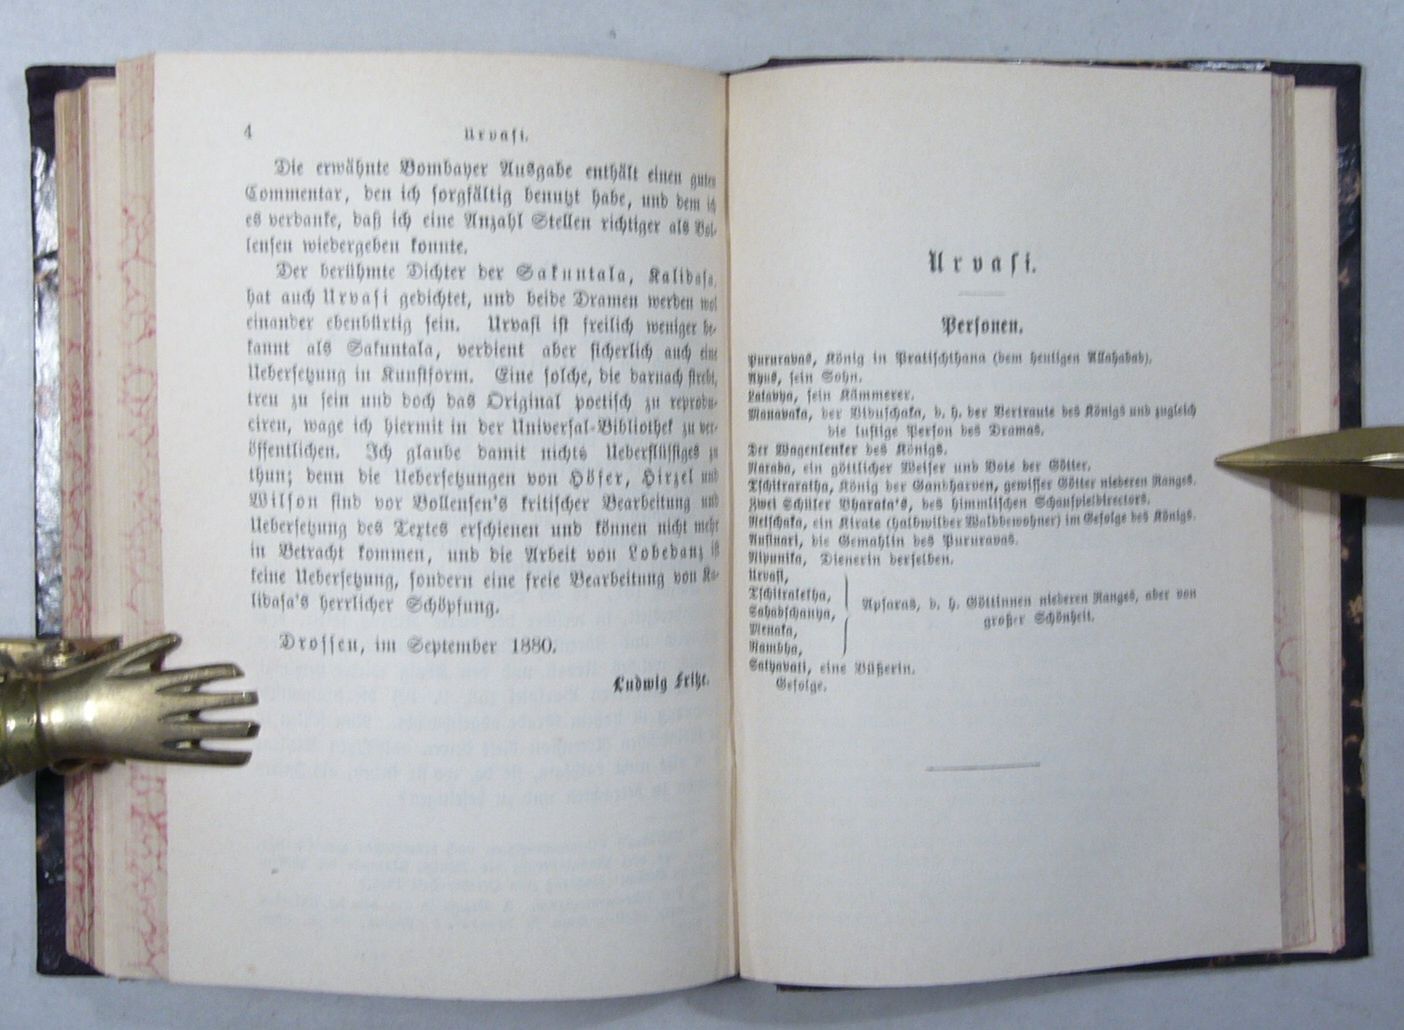 4
Urvasi.
Die erwähnte Bombayer Ausgabe enthält einen guten
Commentar, den ich sorgfältig benutzt habe, und dem ich
es verdanke, daß ich eine Anzahl Stellen richtiger als Bol-
lensen wiedergeben konnte.
Der berühmte Dichter der Sakuntala, Kalidasa,
hat auch Urvasi gedichtet, und beide Dramen werden wol
einander ebenbürtig sein. Urvasi ist freilich weniger be-
kannt als Sakuntala, verdient aber sicherlich auch eine
Uebersetzung in Kunstform. Eine solche, die darnach strebt,
treu zu sein und doch das Original poetisch zu reprodu-
ciren, wage ich hiermit in der Universal-Bibliothek zu ver-
öffentlichen. Ich glaube damit nichts Ueberflüssiges zu
thun; denn die Uebersetzungen von Höfer, Hirzel und
Wilson sind vor Bollensen's kritischer Bearbeitung und
Uebersetzung des Textes erschienen und können nicht mehr
in Betracht kommen, und die Arbeit von Lobedanz ist
keine Uebersetzung, sondern eine freie Bearbeitung von Ka-
lidasa's herrlicher Schöpfung.
Drossen, im September 1880.
Ludwig Fritze.
Urvasi.
Personen.
Pururavas, König in Pratischthana (dem heutigen Allahabad).
Ayus, sein Sohn.
Latavya, sein Kämmerer.
Manavaka, der Viduschaka, d. h. der Vertraute des Königs und zugleich
die lustige Person des Dramas.
Der Wagenlenker des Königs.
Narada, ein göttlicher Weiser und Bote der Götter.
Tschitraratha, König der Gandharven, gewisser Götter niederen Ranges.
Zwei Schüler Bharata's, des himmlischen Schauspieldirectors.
Retschaka, ein Kirate (halbwilder Waldbewohner) im Gefolge des Königs.
Ausinari, die Gemahlin des Pururavas.
Nipunika, Dienerin derselben.
Urvasi,
Tschitraletha,
Sahadschanya,
Menaka,
Rambha,
Apsaras, d. h. Göttinnen niederen Ranges, aber von
großer Schönheit.
Satyavati, eine Büßerin.
Gefolge.